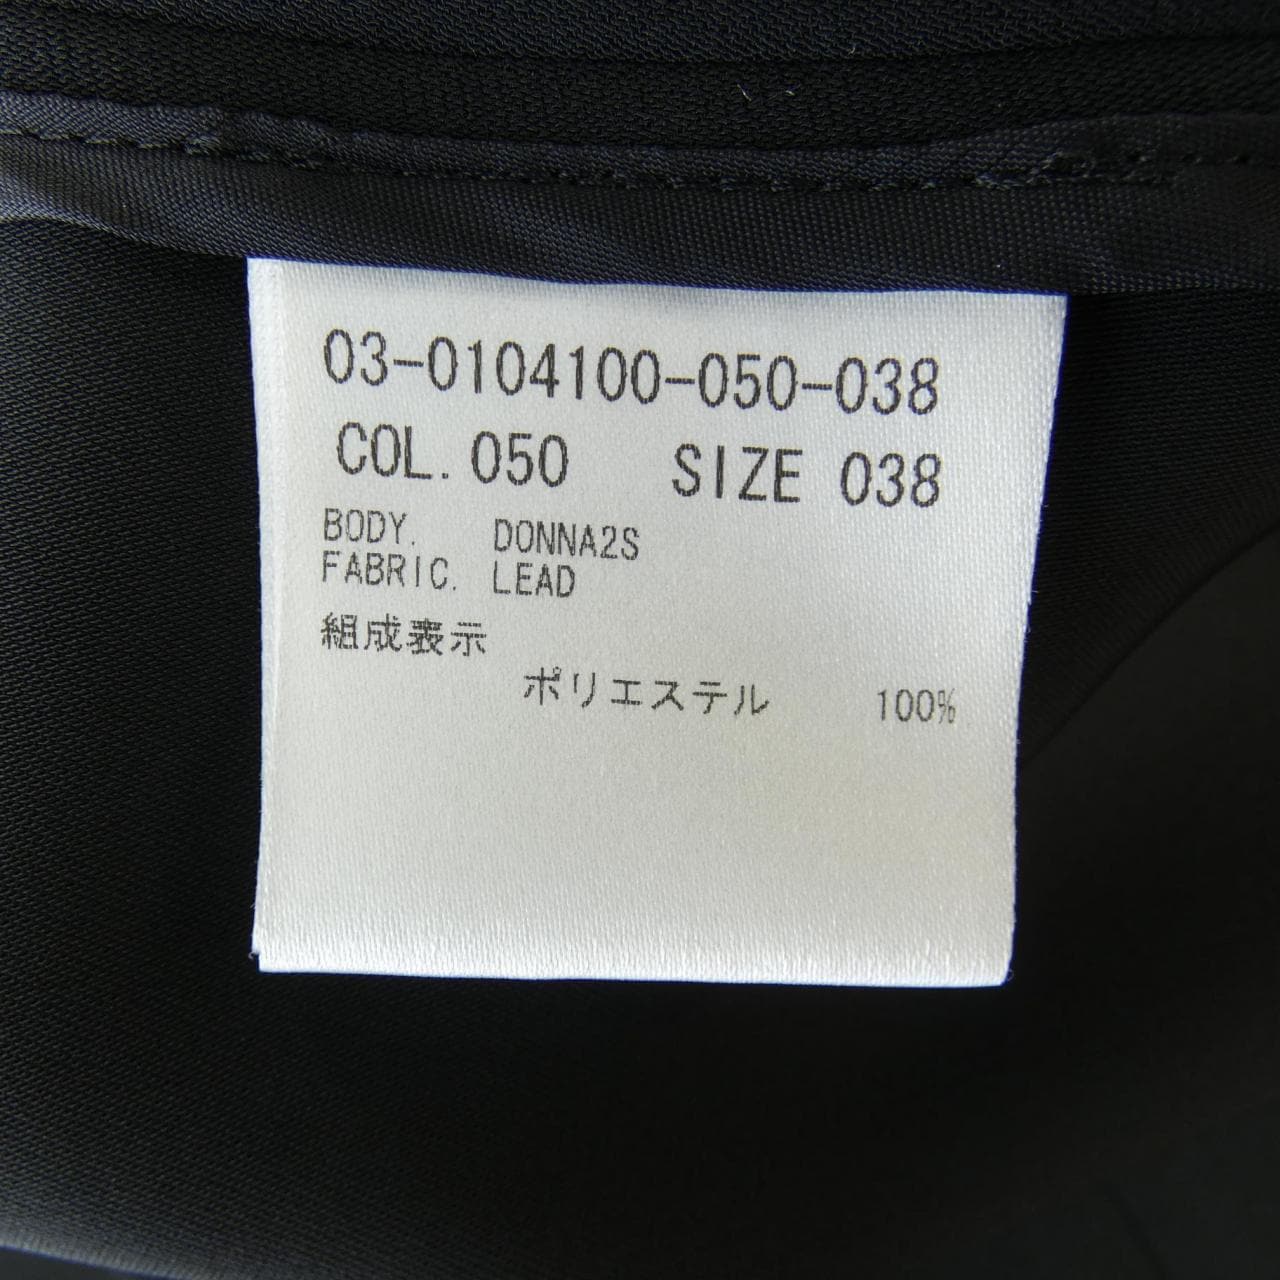 03-0104100-050-038
COL. 050 SIZE 038
BODY. DONNA2S
FABRIC. LEAD
組成表示
ポリエステル 100%